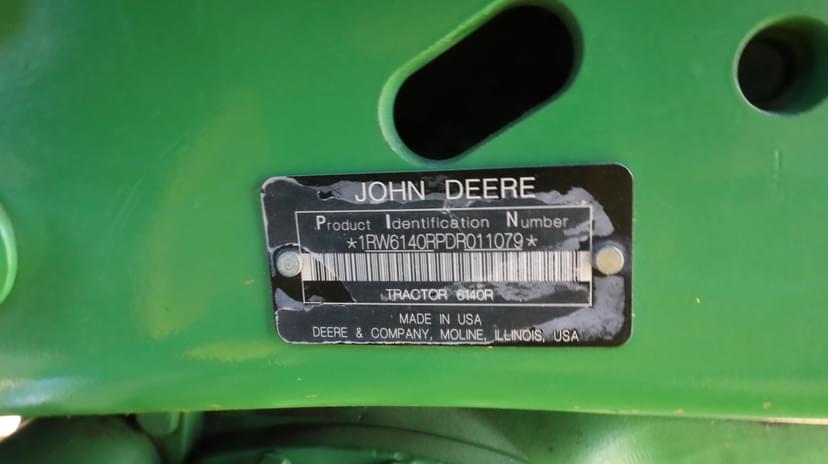 JOHN DEERE
Product Identification Number
*1RW6140RPDR011079*
TRACTOR 6140R
MADE IN USA
DEERE & COMPANY, MOLINE, ILLINOIS, USA